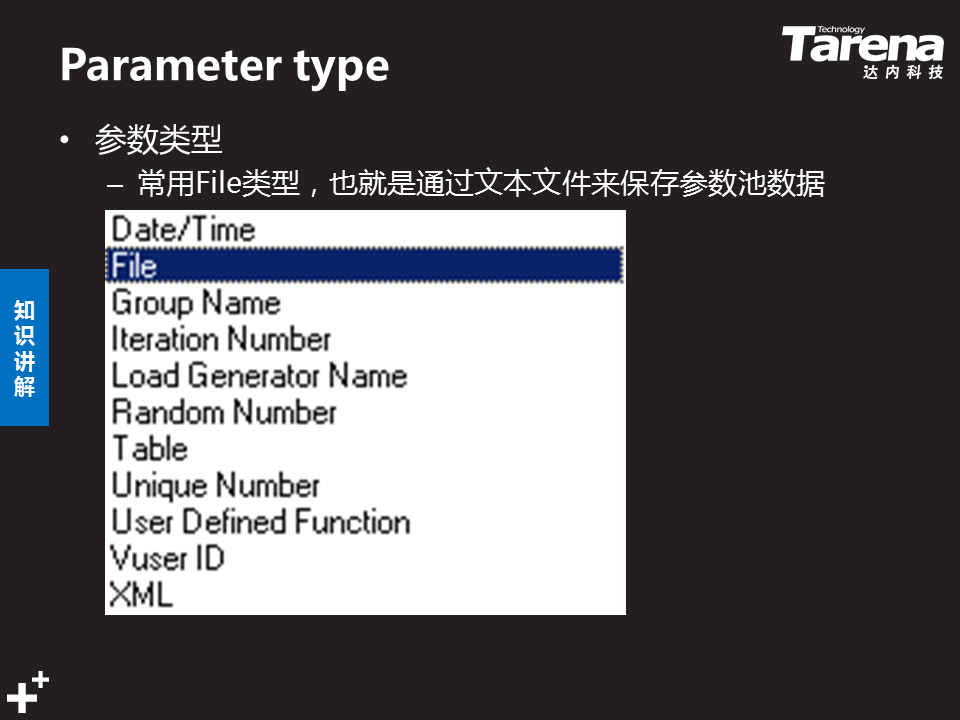 Parameter type
Technology
Tarena
达内科技
• 参数类型
– 常用File类型，也就是通过文本文件来保存参数池数据
Date/Time
File
Group Name
Iteration Number
Load Generator Name
Random Number
Table
Unique Number
User Defined Function
Vuser ID
XML
知
识
讲
解